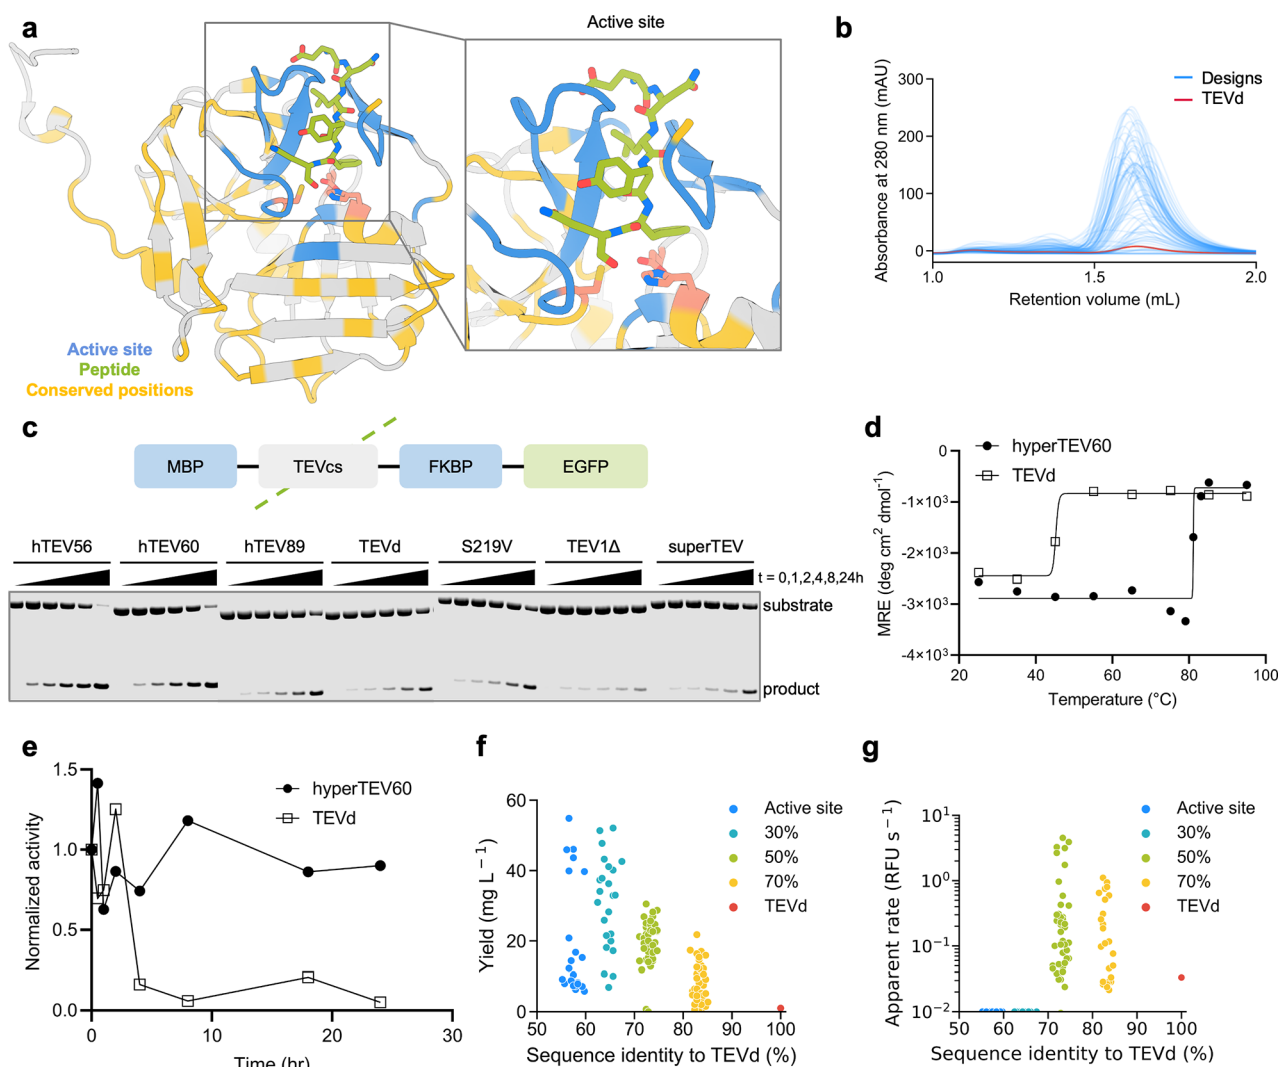 a
Active site
Active site
Peptide
Conserved positions
b
Absorbance at 280 nm (mAU)
300
200
100
0
1.0
1.5
2.0
Retention volume (mL)
Designs
TEVd
c
MBP
TEVcs
FKBP
EGFP
hTEV56
hTEV60
hTEV89
TEVd
S219V
TEV1Δ
superTEV
t = 0,1,2,4,8,24h
substrate
product
d
hyperTEV60
TEVd
MRE (deg cm² dmol⁻¹)
0
-1×10³
-2×10³
-3×10³
-4×10³
20
40
60
80
100
Temperature (°C)
e
hyperTEV60
TEVd
Normalized activity
1.5
1.0
0.5
0.0
0
10
20
30
Time (hr)
f
Yield (mg L⁻¹)
60
40
20
0
50
60
70
80
90
100
Sequence identity to TEVd (%)
Active site
30%
50%
70%
TEVd
g
Apparent rate (RFU s⁻¹)
10¹
10⁰
10⁻¹
10⁻²
50
60
70
80
90
100
Sequence identity to TEVd (%)
Active site
30%
50%
70%
TEVd